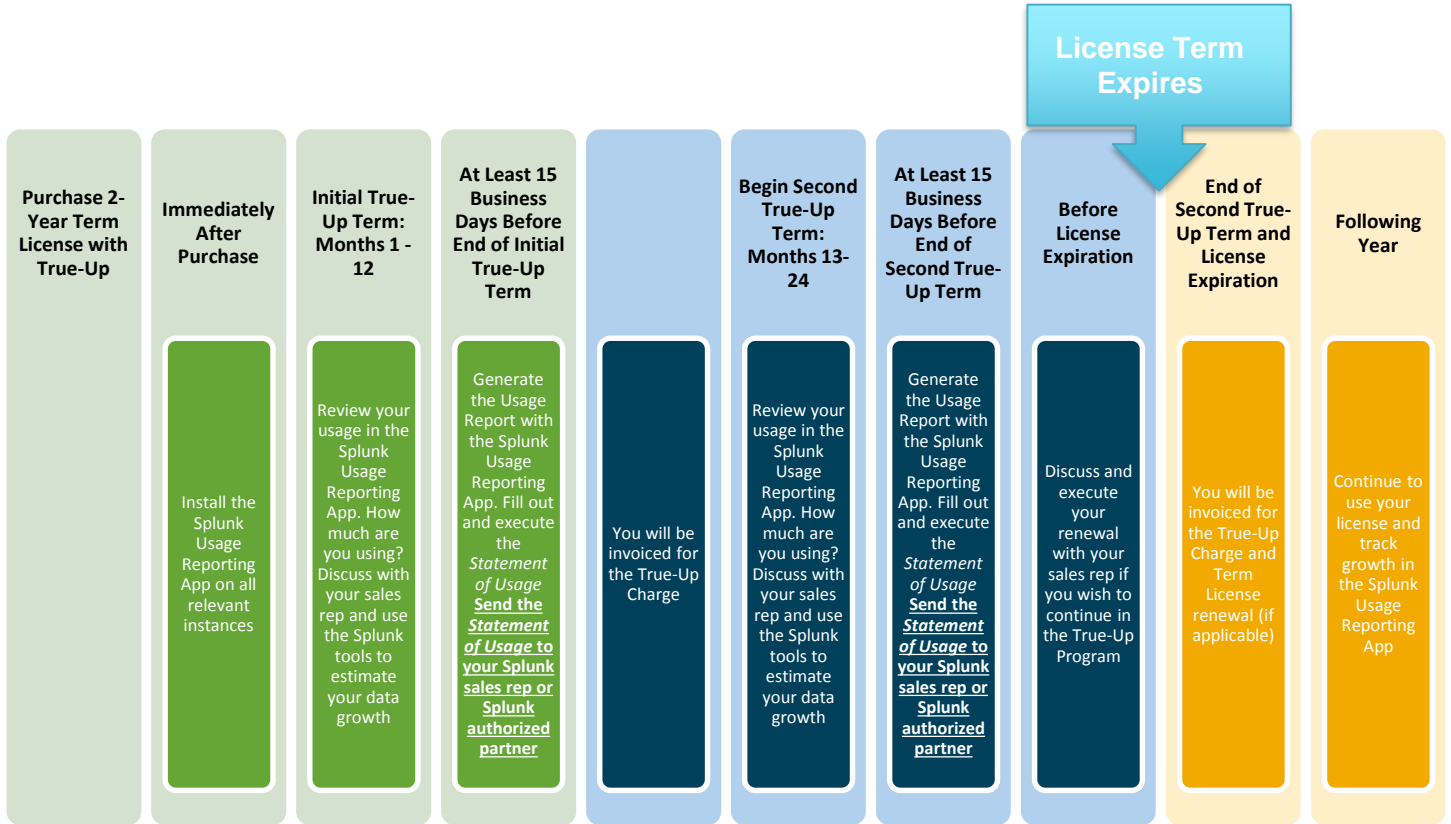 License Term
Expires
Purchase 2-
Year Term
License with
True-Up
Immediately
After
Purchase
Install the
Splunk
Usage
Reporting
App on all
relevant
instances
Initial True-
Up Term:
Months 1 -
12
Review your
usage in the
Splunk
Usage
Reporting
App. How
much are
you using?
Discuss with
your sales
rep and use
the Splunk
tools to
estimate
your data
growth
At Least 15
Business
Days Before
End of Initial
True-Up
Term
Generate
the Usage
Report with
the Splunk
Usage
Reporting
App. Fill out
and execute
the
Statement
of Usage
Send the
Statement
of Usage to
your Splunk
sales rep or
Splunk
authorized
partner
You will be
invoiced for
the True-Up
Charge
Begin Second
True-Up
Term:
Months 13-
24
Review your
usage in the
Splunk
Usage
Reporting
App. How
much are
you using?
Discuss with
your sales
rep and use
the Splunk
tools to
estimate
your data
growth
At Least 15
Business
Days Before
End of
Second True-
Up Term
Generate
the Usage
Report with
the Splunk
Usage
Reporting
App. Fill out
and execute
the
Statement
of Usage
Send the
Statement
of Usage to
your Splunk
sales rep or
Splunk
authorized
partner
Before
License
Expiration
Discuss and
execute
your
renewal
with your
sales rep if
you wish to
continue in
the True-Up
Program
End of
Second True-
Up Term and
License
Expiration
You will be
invoiced for
the True-Up
Charge and
Term
License
renewal (if
applicable)
Following
Year
Continue to
use your
license and
track
growth in
the Splunk
Usage
Reporting
App